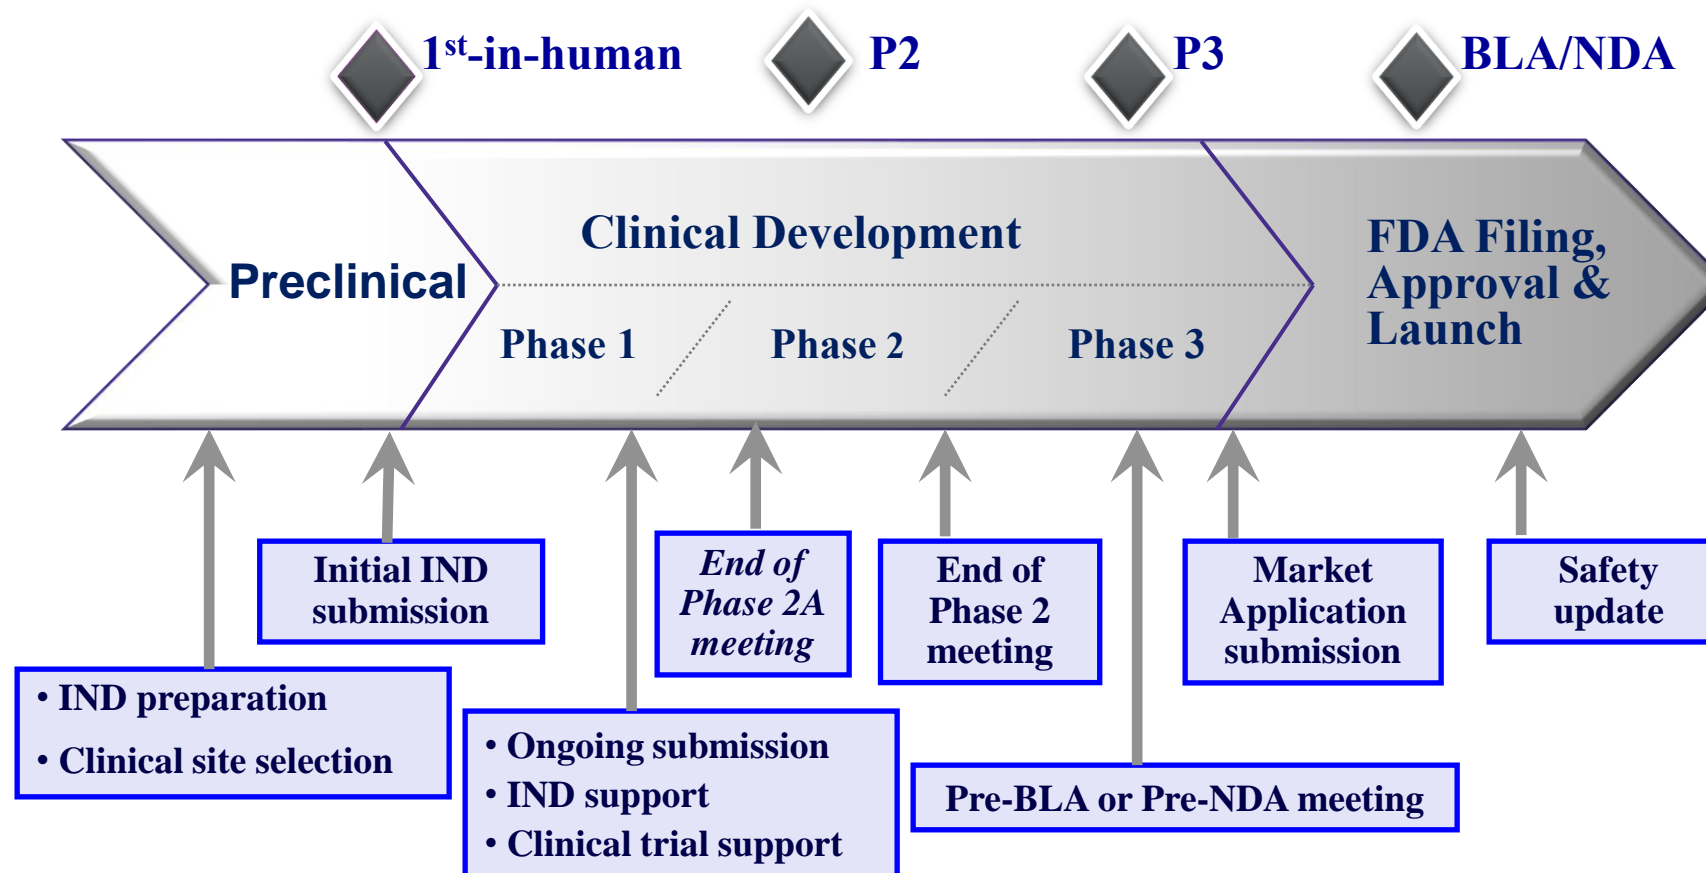 1st-in-human
P2
P3
BLA/NDA
Preclinical
Clinical Development
Phase 1
Phase 2
Phase 3
FDA Filing,
Approval &
Launch
Initial IND
submission
End of
Phase 2A
meeting
End of
Phase 2
meeting
Market
Application
submission
Safety
update
• IND preparation
• Clinical site selection
• Ongoing submission
• IND support
• Clinical trial support
Pre-BLA or Pre-NDA meeting